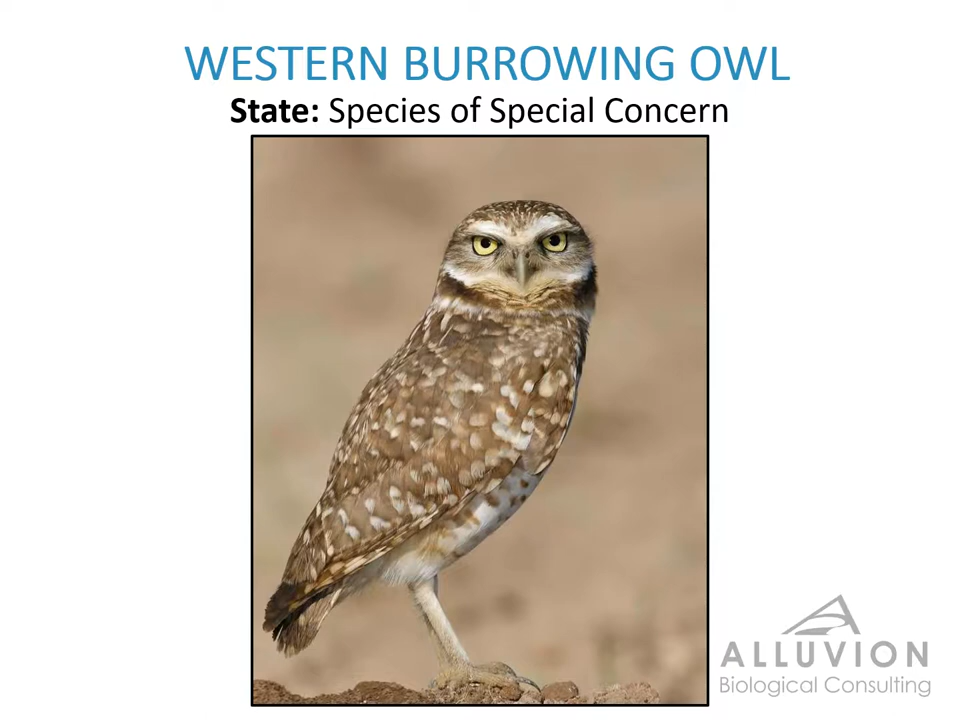 WESTERN BURROWING OWL
State: Species of Special Concern
ALLUVION
Biological Consulting